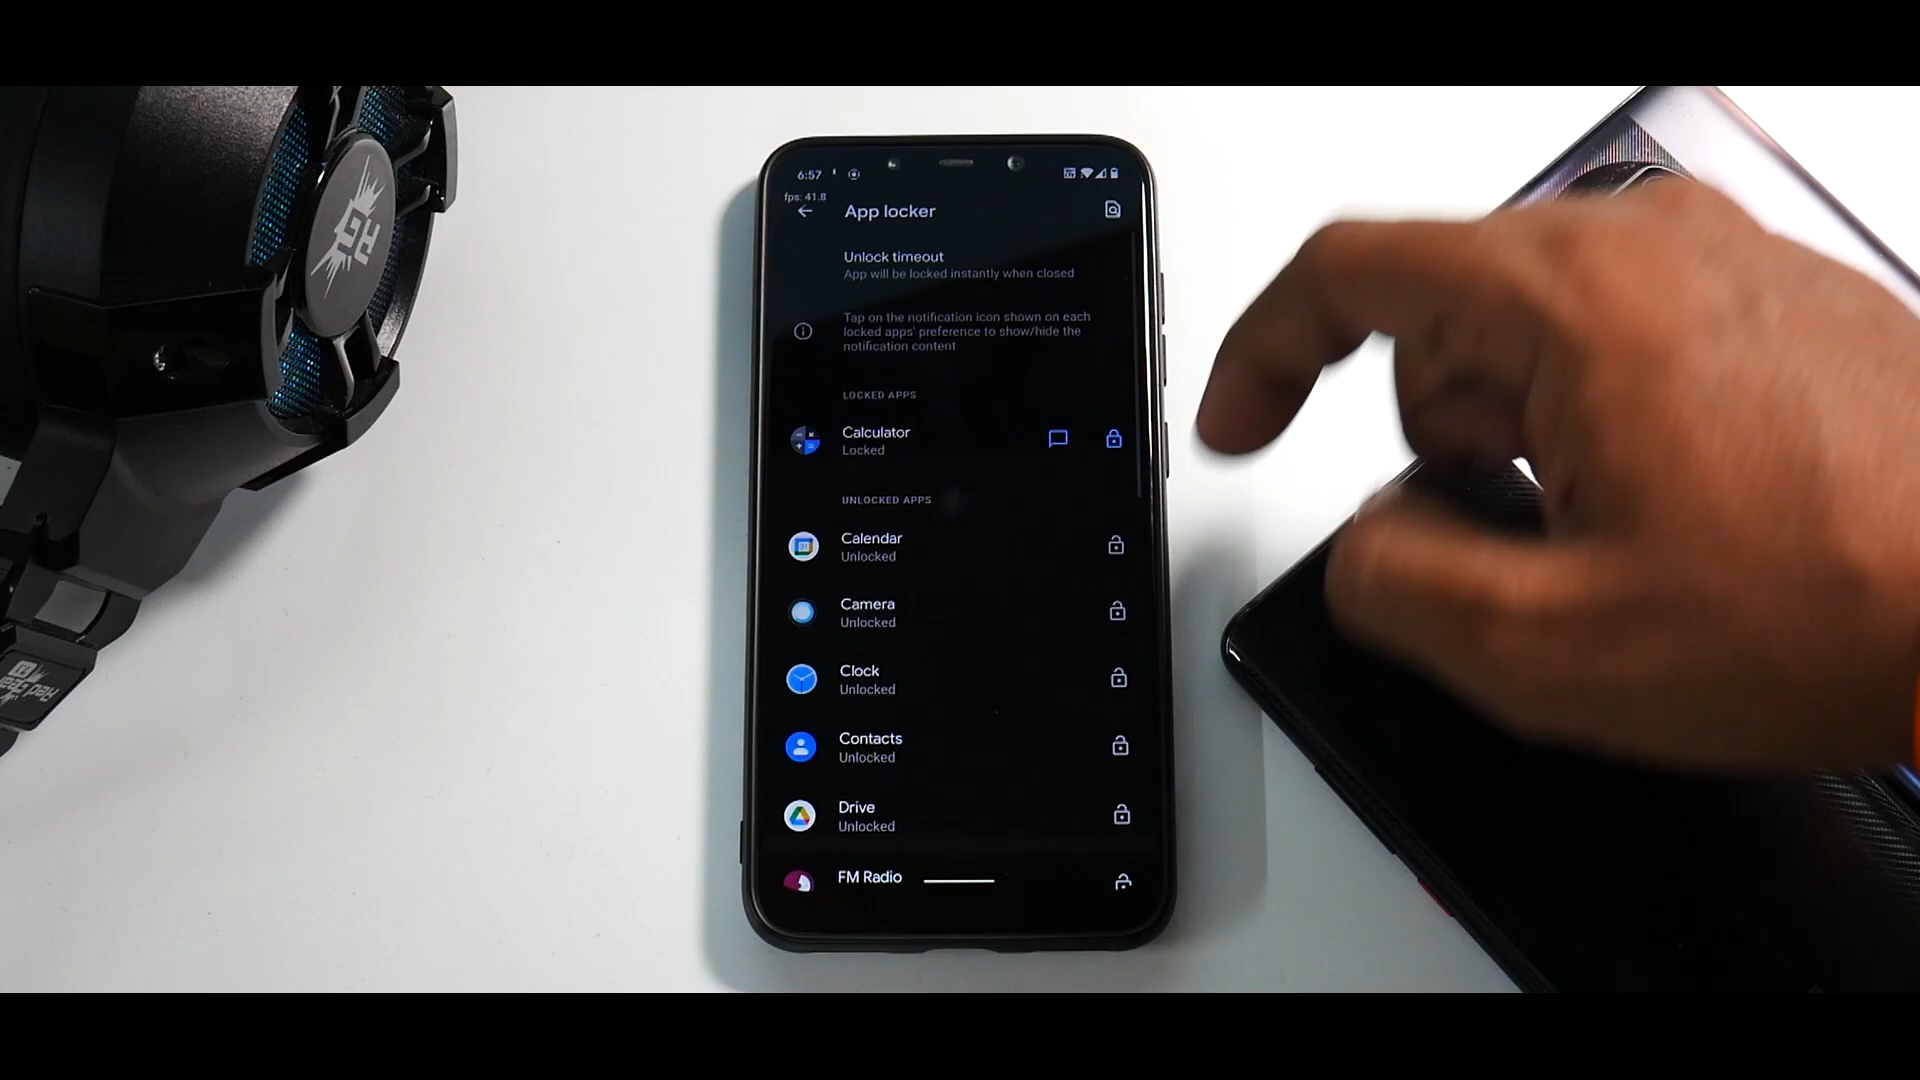 6:57
fps: 41.8
App locker
Unlock timeout
App will be locked instantly when closed
Tap on the notification icon shown on each
locked apps' preference to show/hide the
notification content
LOCKED APPS
Calculator
Locked
UNLOCKED APPS
Calendar
Unlocked
Camera
Unlocked
Clock
Unlocked
Contacts
Unlocked
Drive
Unlocked
FM Radio
Red Gear